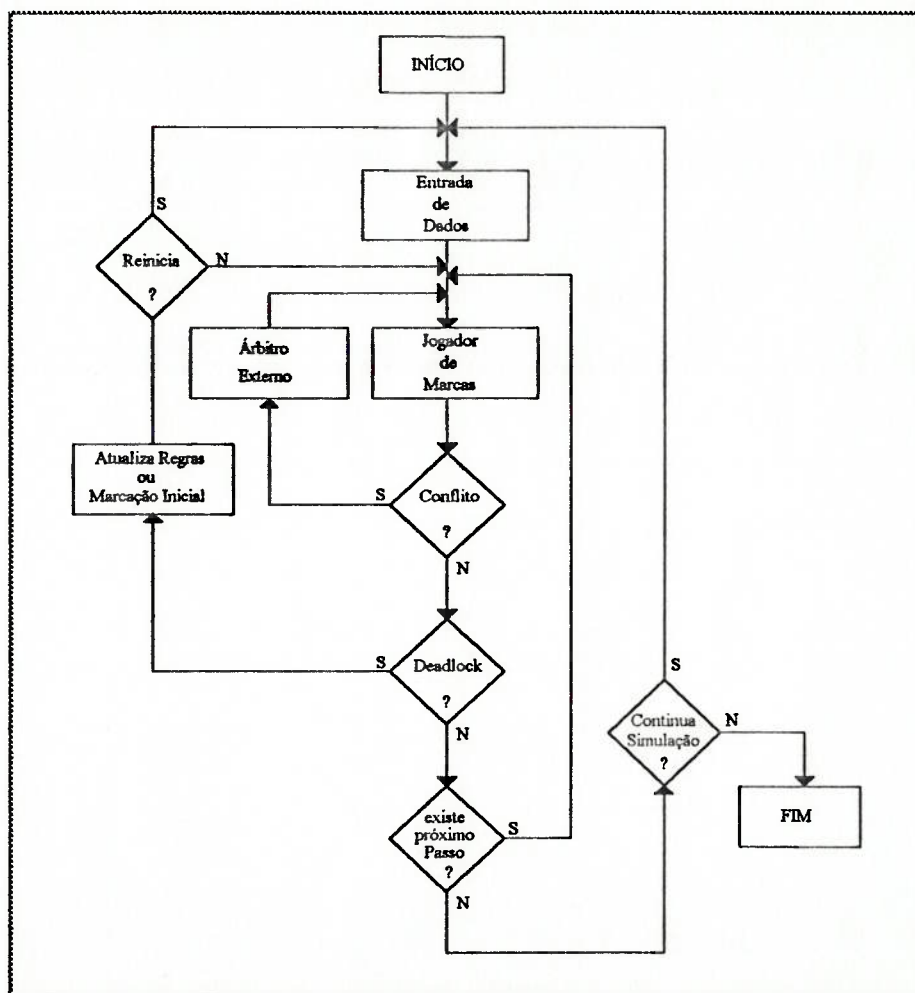 INÍCIO
Entrada
de
Dados
S
Reinicia
?
N
Árbitro
Externo
Jogador
de
Marcas
Atualiza Regras
ou
Marcação Inicial
S
Conflito
?
N
S
Deadlock
?
N
S
Continua
Simulação
?
N
existe
próximo
Passo
?
S
N
FIM